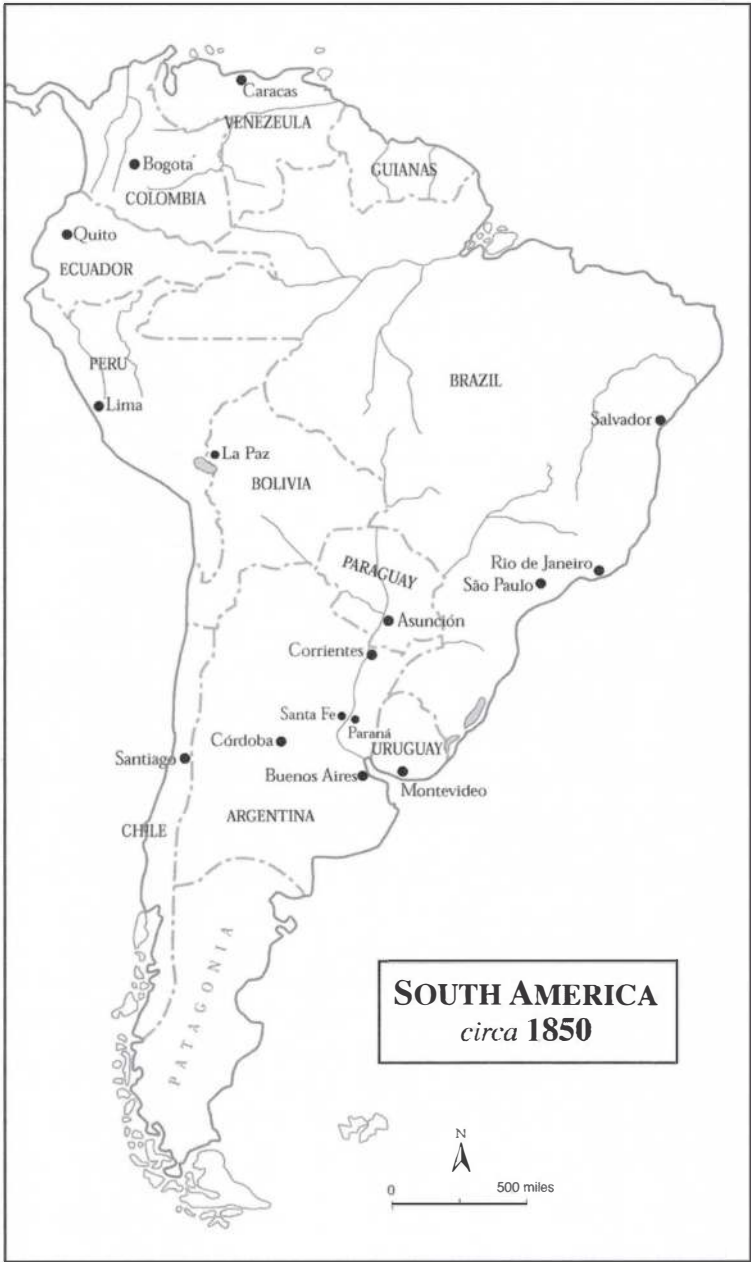 Caracas
VENEZEULA
GUIANAS
Bogotá
COLOMBIA
Quito
ECUADOR
PERU
BRAZIL
Lima
Salvador
La Paz
BOLIVIA
PARAGUAY
Rio de Janeiro
São Paulo
Asunción
Corrientes
Santa Fe
Paraná
Córdoba
URUGUAY
Santiago
Buenos Aires
Montevideo
ARGENTINA
CHILE
PATAGONIA
SOUTH AMERICA
circa 1850
N
0 500 miles